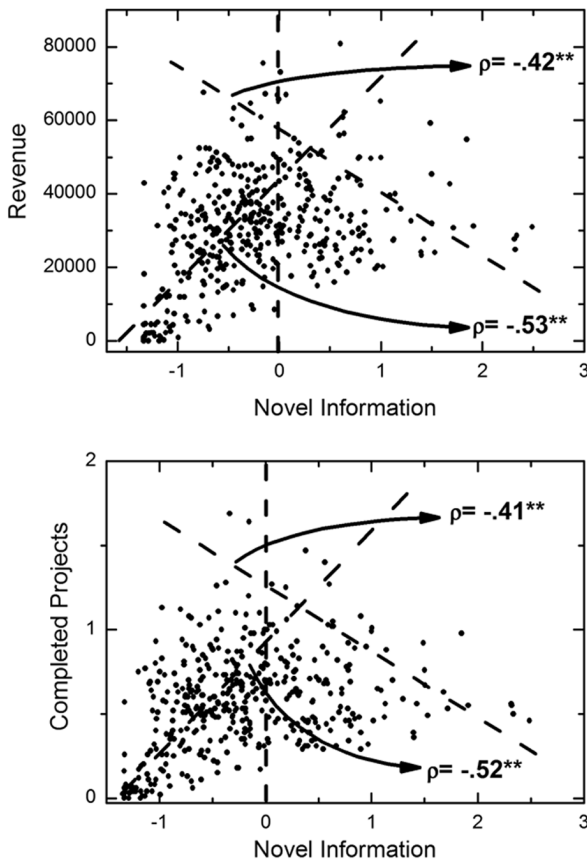 80000
ρ= -.42**
60000
Revenue
40000
20000
0
ρ= -.53**
-1 0 1 2 3
Novel Information
2
ρ= -.41**
Completed Projects
1
0
ρ= -.52**
-1 0 1 2 3
Novel Information